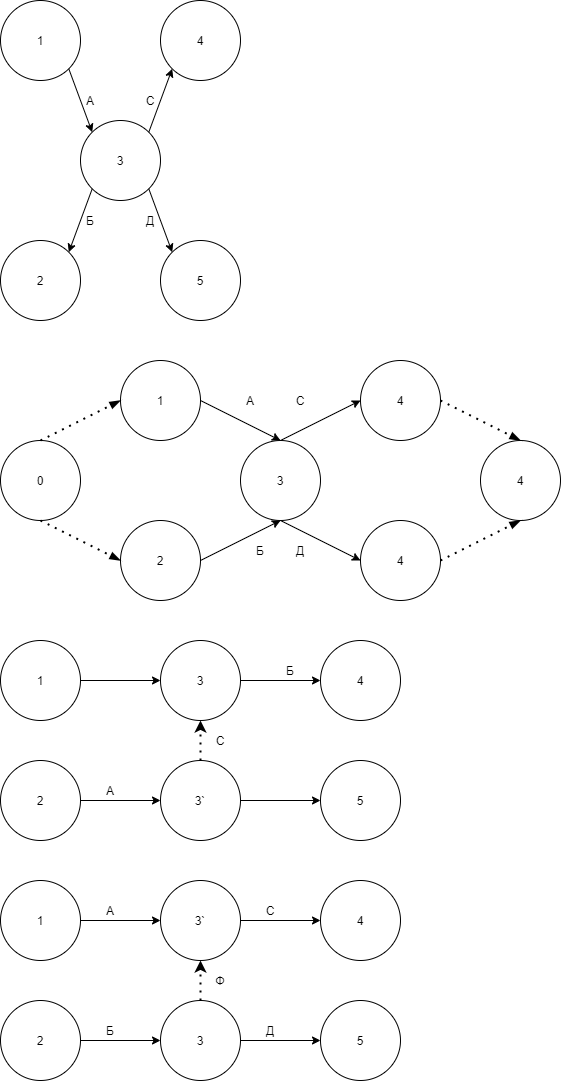 1 4
А С
3
Б Д
2 5
1 А С 4
0 3 4
2 Б Д 4
1 3 Б 4
С
2 А 3` 5
1 А 3` С 4
Ф
2 Б 3 Д 5